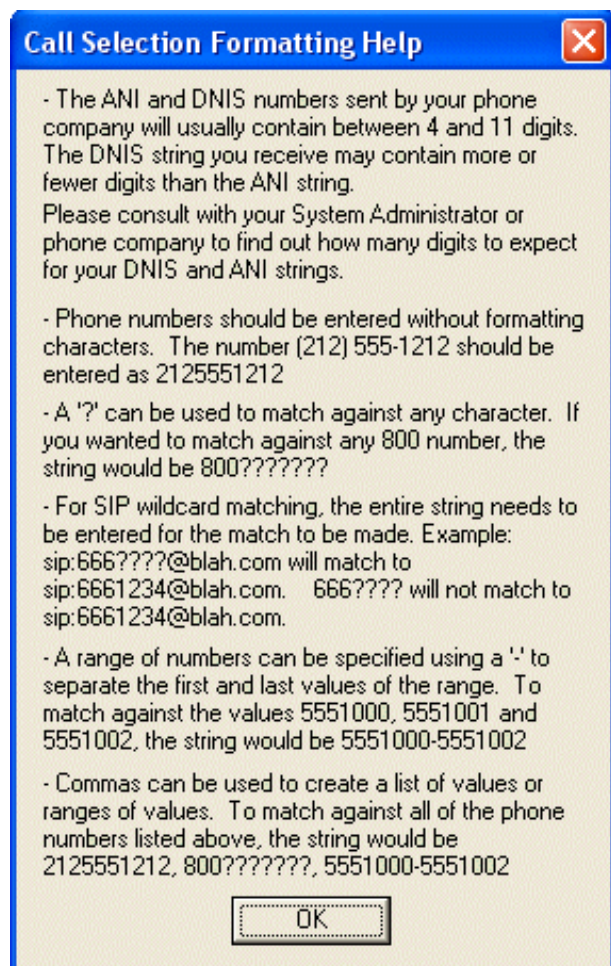 Call Selection Formatting Help
- The ANI and DNIS numbers sent by your phone
company will usually contain between 4 and 11 digits.
The DNIS string you receive may contain more or
fewer digits than the ANI string.
Please consult with your System Administrator or
phone company to find out how many digits to expect
for your DNIS and ANI strings.
- Phone numbers should be entered without formatting
characters.  The number (212) 555-1212 should be
entered as 2125551212
- A '?' can be used to match against any character.  If
you wanted to match against any 800 number, the
string would be 800???????
- For SIP wildcard matching, the entire string needs to
be entered for the match to be made. Example:
sip:666????@blah.com will match to
sip:6661234@blah.com.    666???? will not match to
sip:6661234@blah.com.
- A range of numbers can be specified using a '-' to
separate the first and last values of the range.  To
match against the values 5551000, 5551001 and
5551002, the string would be 5551000-5551002
- Commas can be used to create a list of values or
ranges of values.  To match against all of the phone
numbers listed above, the string would be
2125551212, 800???????, 5551000-5551002
OK